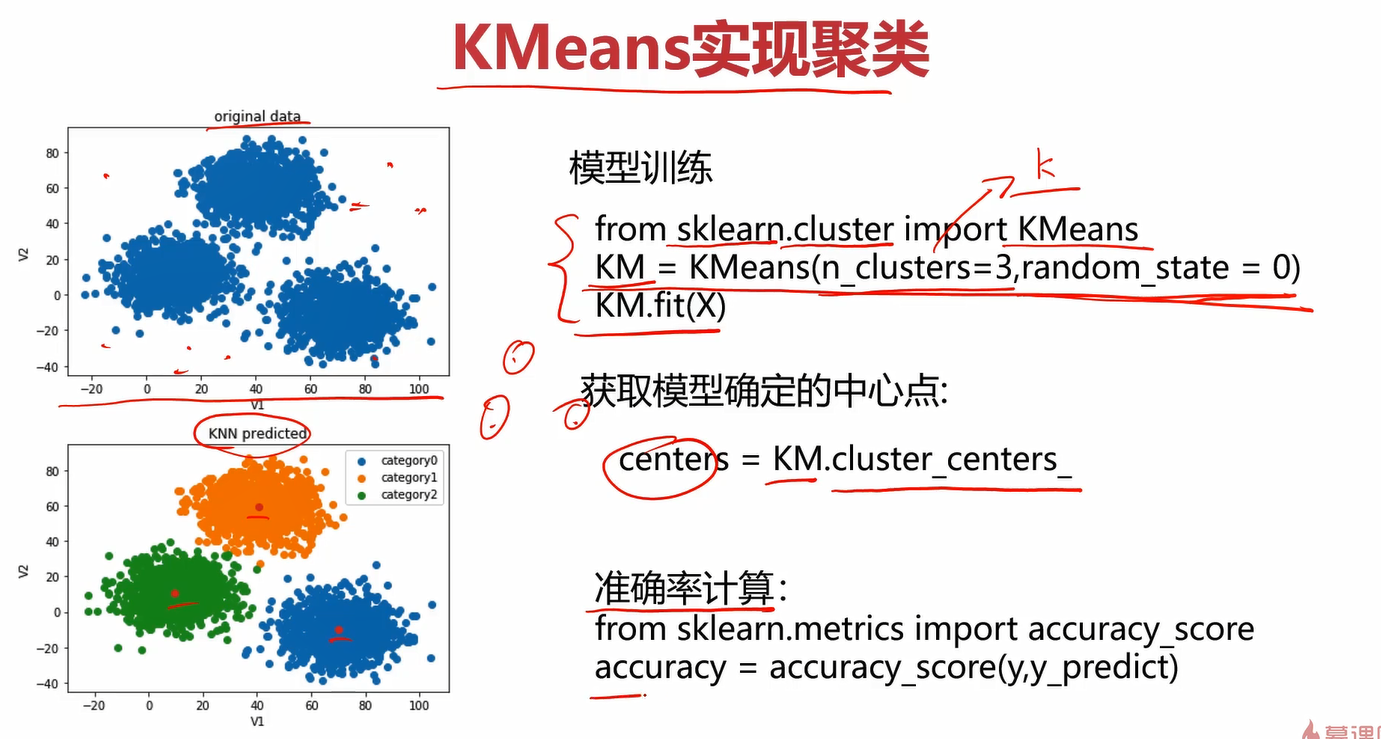 KMeans实现聚类
original data
80
60
40
20
0
−20
−40
V2
−20 0 20 40 60 80 100
V1
KNN predicted
category0
category1
category2
80
60
40
20
0
−20
−40
V2
−20 0 20 40 60 80 100
V1
模型训练
k
from sklearn.cluster import KMeans
KM = KMeans(n_clusters=3,random_state = 0)
KM.fit(X)
获取模型确定的中心点:
centers = KM.cluster_centers_
准确率计算：
from sklearn.metrics import accuracy_score
accuracy = accuracy_score(y,y_predict)